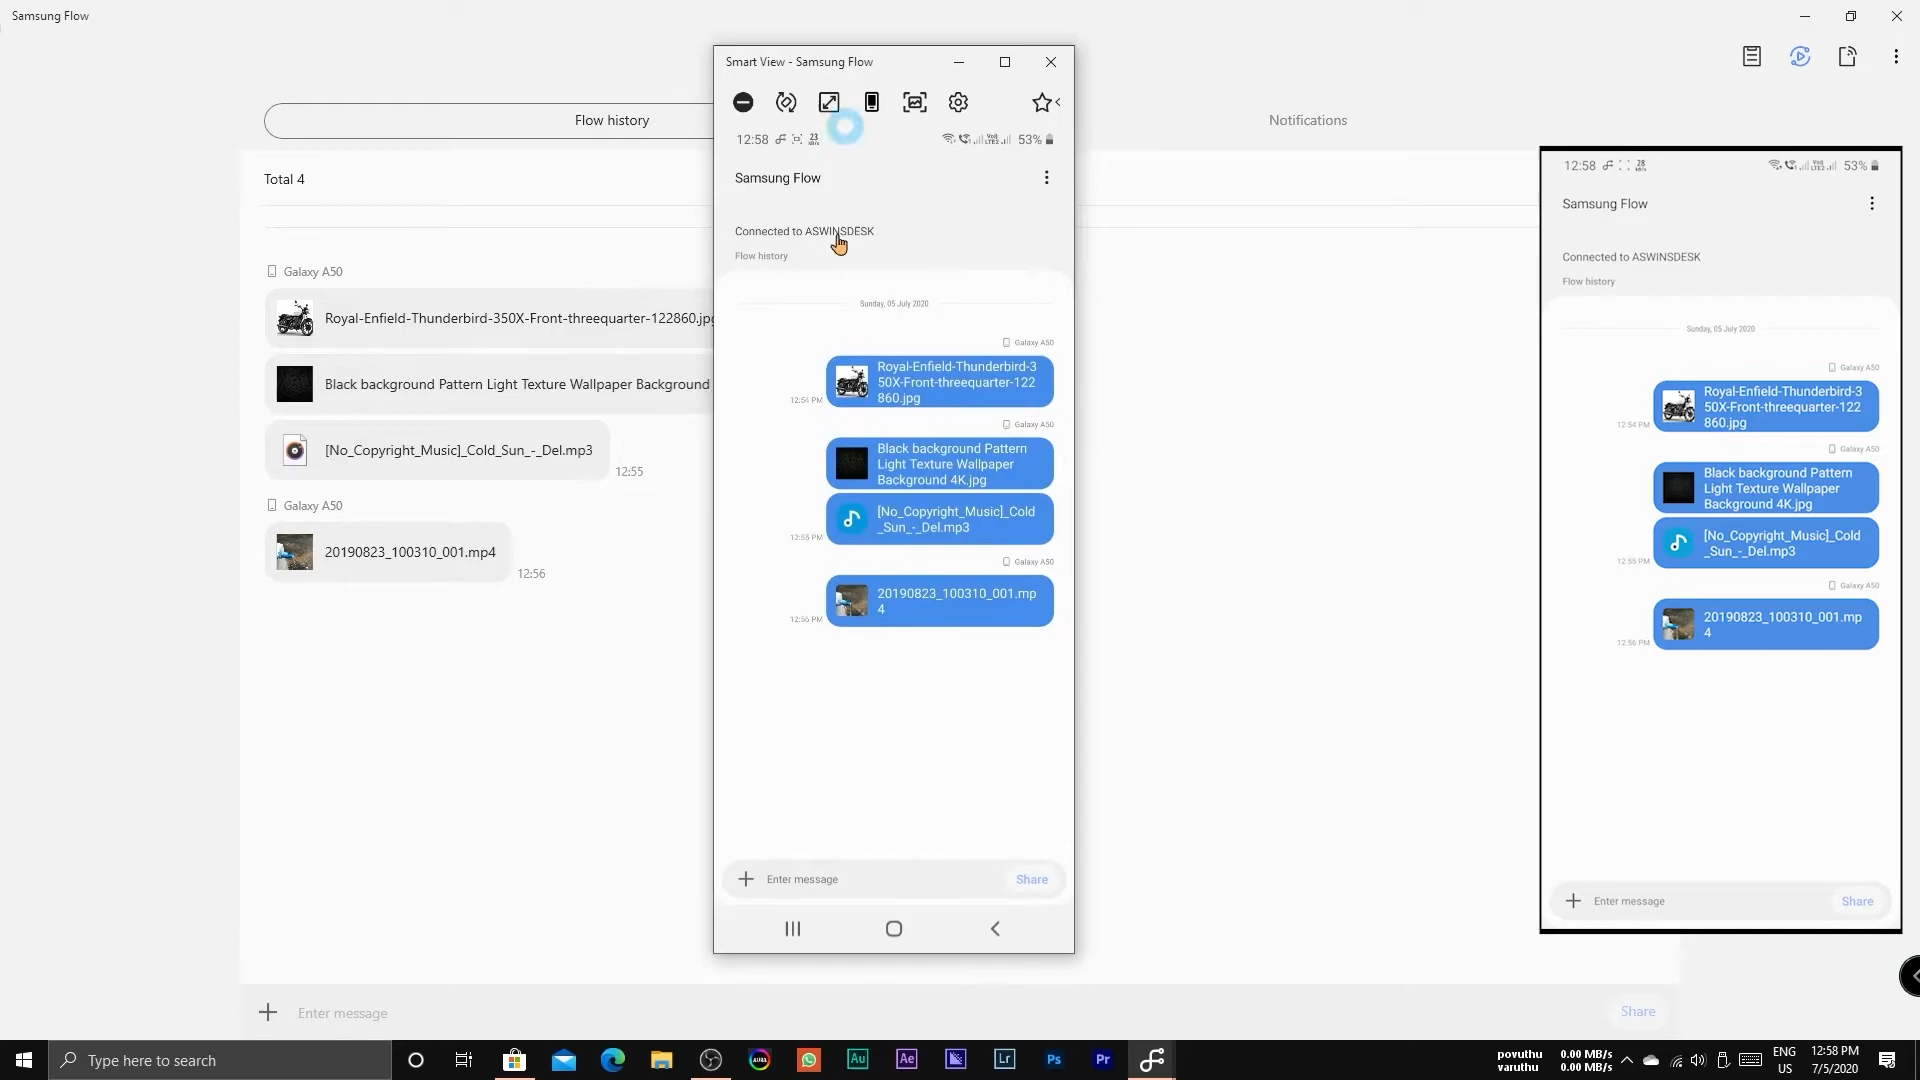 Samsung Flow
Flow history
Notifications
Total 4
Galaxy A50
Royal-Enfield-Thunderbird-350X-Front-threequarter-122860.jpg
Black background Pattern Light Texture Wallpaper Background
[No_Copyright_Music]_Cold_Sun_-_Del.mp3
12:55
Galaxy A50
20190823_100310_001.mp4
12:56
Enter message
Share
Smart View - Samsung Flow
12:58
23
53%
Samsung Flow
Connected to ASWINSDESK
Flow history
Sunday, 05 July 2020
Galaxy A50
Royal-Enfield-Thunderbird-3
50X-Front-threequarter-122
860.jpg
12:54 PM
Galaxy A50
Black background Pattern
Light Texture Wallpaper
Background 4K.jpg
[No_Copyright_Music]_Cold
_Sun_-_Del.mp3
12:55 PM
Galaxy A50
20190823_100310_001.mp
4
12:56 PM
Enter message
Share
12:58
28
53%
Samsung Flow
Connected to ASWINSDESK
Flow history
Sunday, 05 July 2020
Galaxy A50
Royal-Enfield-Thunderbird-3
50X-Front-threequarter-122
860.jpg
12:54 PM
Galaxy A50
Black background Pattern
Light Texture Wallpaper
Background 4K.jpg
[No_Copyright_Music]_Cold
_Sun_-_Del.mp3
12:55 PM
Galaxy A50
20190823_100310_001.mp
4
12:56 PM
Enter message
Share
Type here to search
AURA
Au
Ae
Lr
Ps
Pr
povuthu 0.00 MB/s
varuthu 0.00 MB/s
ENG
US
12:58 PM
7/5/2020